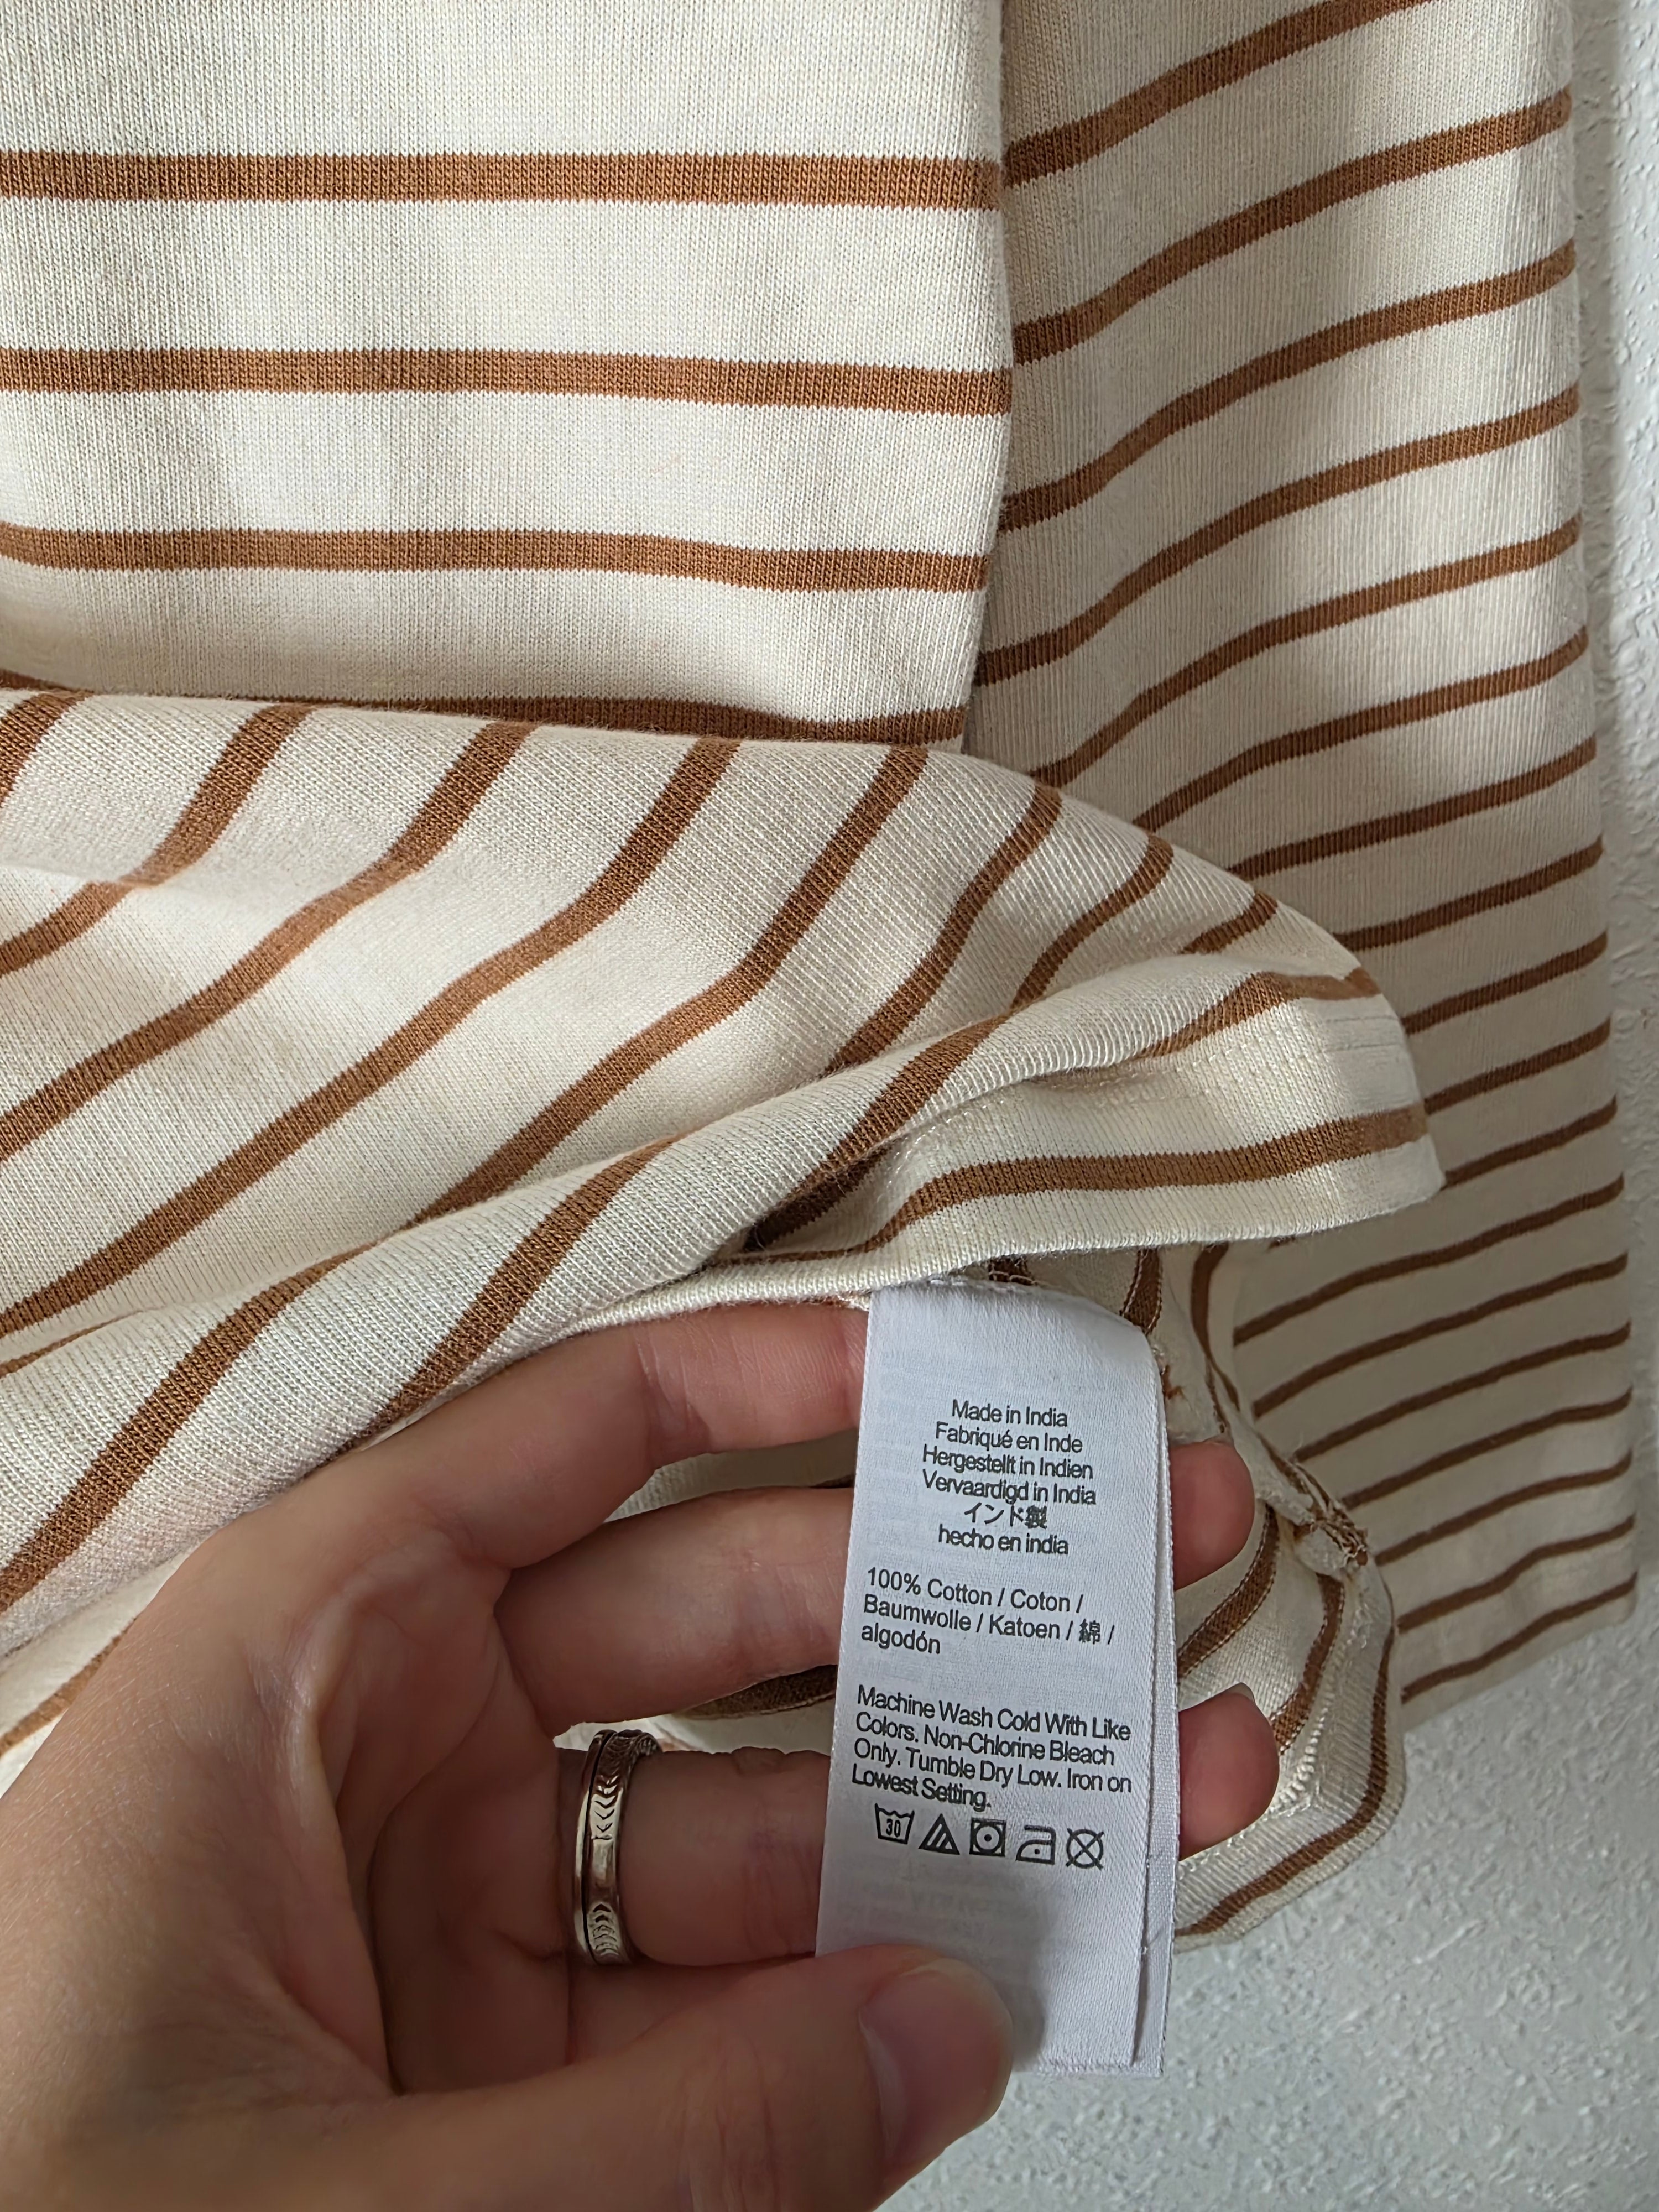 Made in India
Fabriqué en Inde
Hergestellt in Indien
Vervaardigd in India
インド製
hecho en india
100% Cotton / Coton /
Baumwolle / Katoen / 綿 /
algodón
Machine Wash Cold With Like
Colors. Non-Chlorine Bleach
Only. Tumble Dry Low. Iron on
Lowest Setting.
30